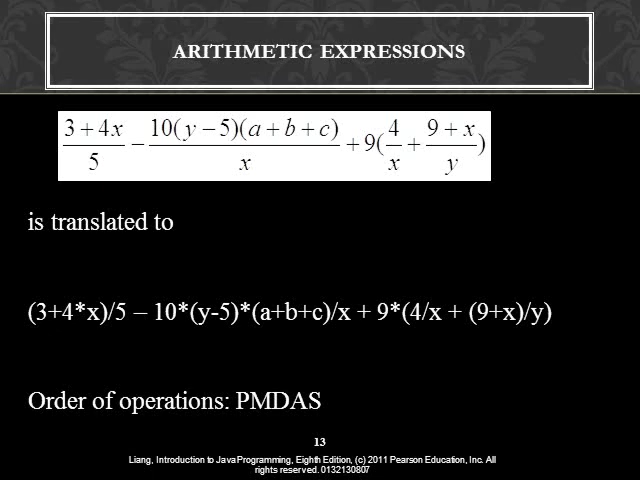 ARITHMETIC EXPRESSIONS
(3+4x)/5 − 10(y−5)(a+b+c)/x + 9(4/x + (9+x)/y)
is translated to
(3+4*x)/5 – 10*(y-5)*(a+b+c)/x + 9*(4/x + (9+x)/y)
Order of operations: PMDAS
13
Liang, Introduction to Java Programming, Eighth Edition, (c) 2011 Pearson Education, Inc. All
rights reserved. 0132130807